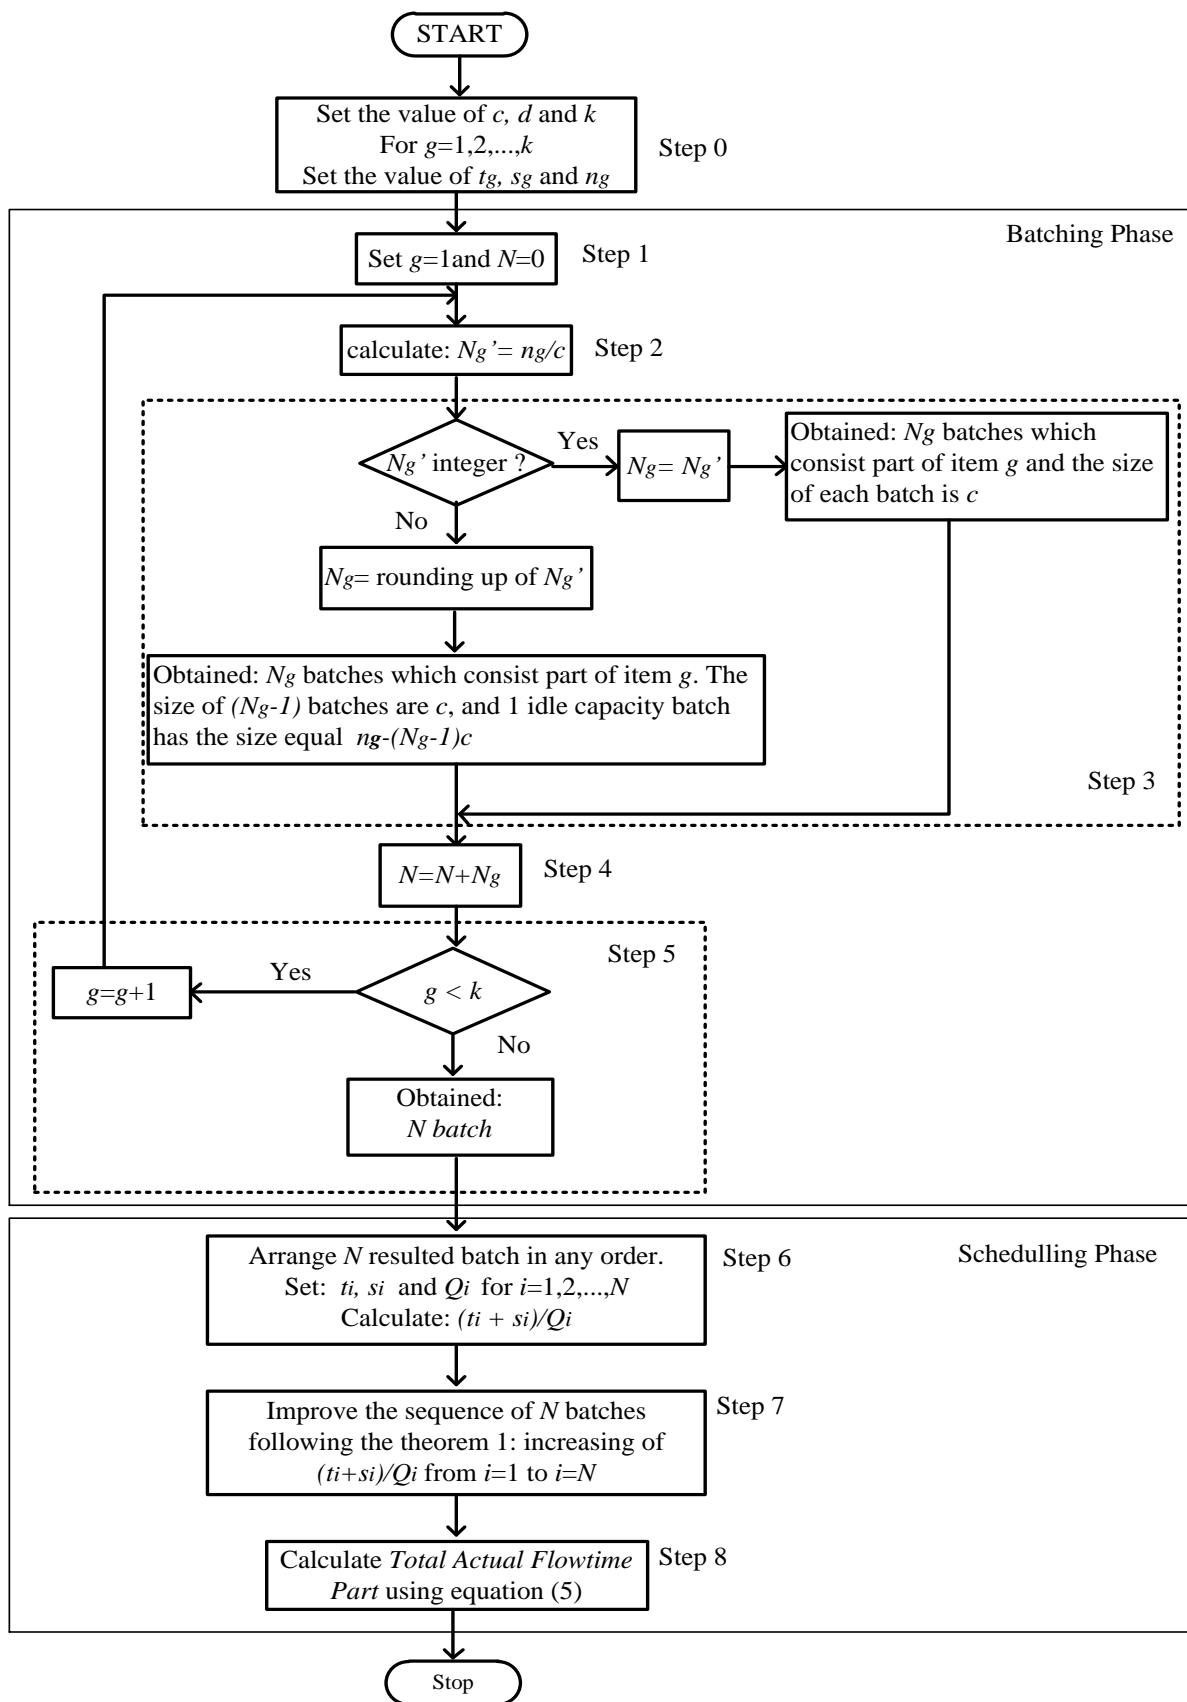 START
Set the value of c, d and k
For g=1,2,...,k
Set the value of tg, sg and ng
Step 0
Batching Phase
Set g=1and N=0
Step 1
calculate: Ng’= ng/c
Step 2
Ng’ integer ?
Yes
Ng= Ng’
Obtained: Ng batches which
consist part of item g and the size
of each batch is c
No
Ng= rounding up of Ng’
Obtained: Ng batches which consist part of item g. The
size of (Ng-1) batches are c, and 1 idle capacity batch
has the size equal ng-(Ng-1)c
Step 3
N=N+Ng
Step 4
Step 5
g < k
Yes
g=g+1
No
Obtained:
N batch
Schedulling Phase
Arrange N resulted batch in any order.
Set: ti, si and Qi for i=1,2,...,N
Calculate: (ti + si)/Qi
Step 6
Improve the sequence of N batches
following the theorem 1: increasing of
(ti+si)/Qi from i=1 to i=N
Step 7
Calculate Total Actual Flowtime
Part using equation (5)
Step 8
Stop